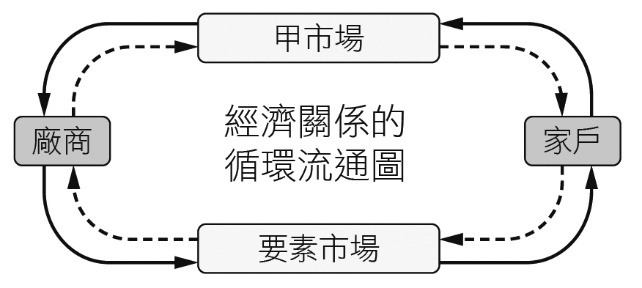 甲市場
廠商
經濟關係的
循環流通圖
家戶
要素市場